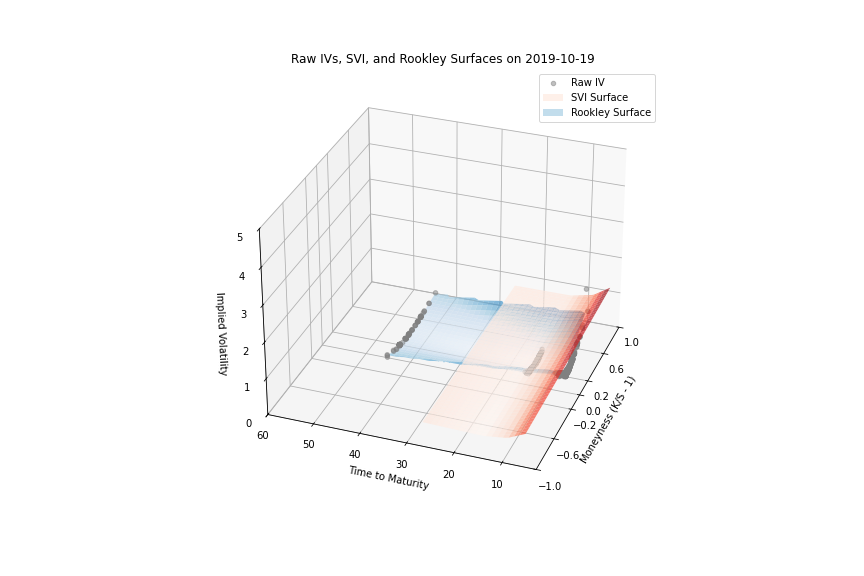 Raw IVs, SVI, and Rookley Surfaces on 2019-10-19
Raw IV
SVI Surface
Rookley Surface
5
4
3
2
1
0
Implied Volatility
60
50
40
30
20
10
Time to Maturity
1.0
0.6
0.2
0.0
−0.2
−0.6
−1.0
Moneyness (K/S - 1)